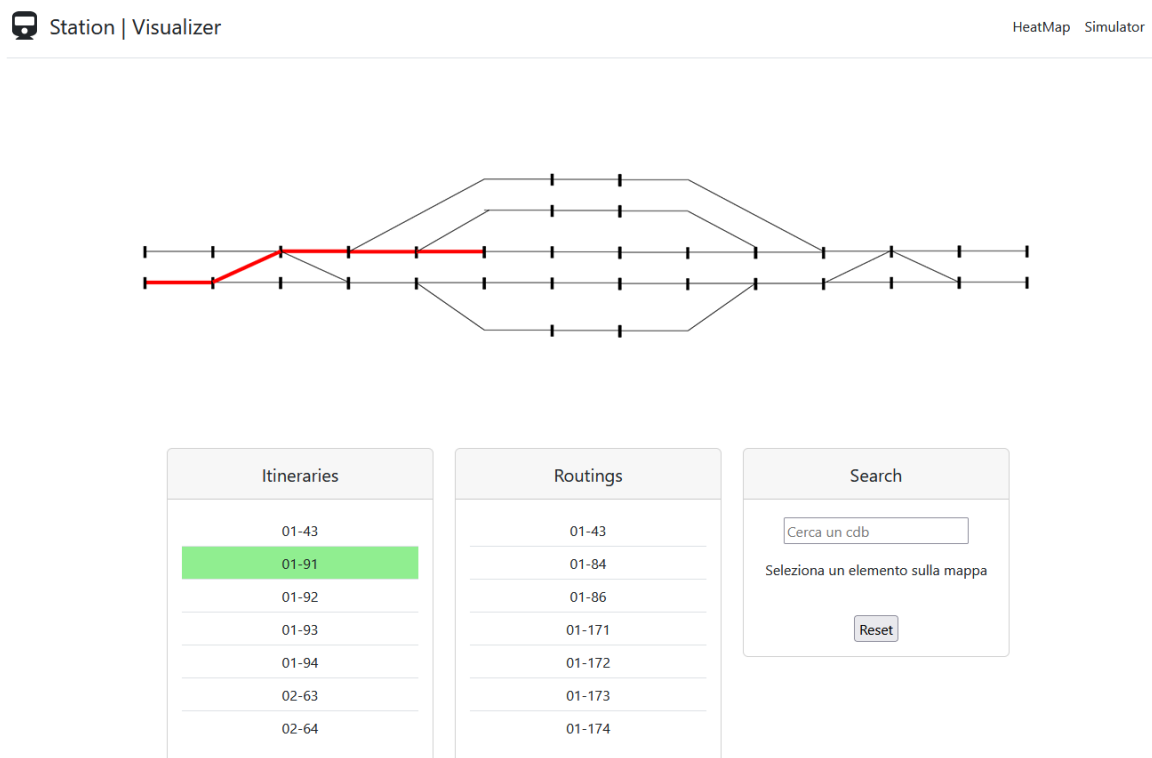 Station | Visualizer
HeatMap Simulator
Itineraries
01-43
01-91
01-92
01-93
01-94
02-63
02-64
Routings
01-43
01-84
01-86
01-171
01-172
01-173
01-174
Search
Cerca un cdb
Seleziona un elemento sulla mappa
Reset